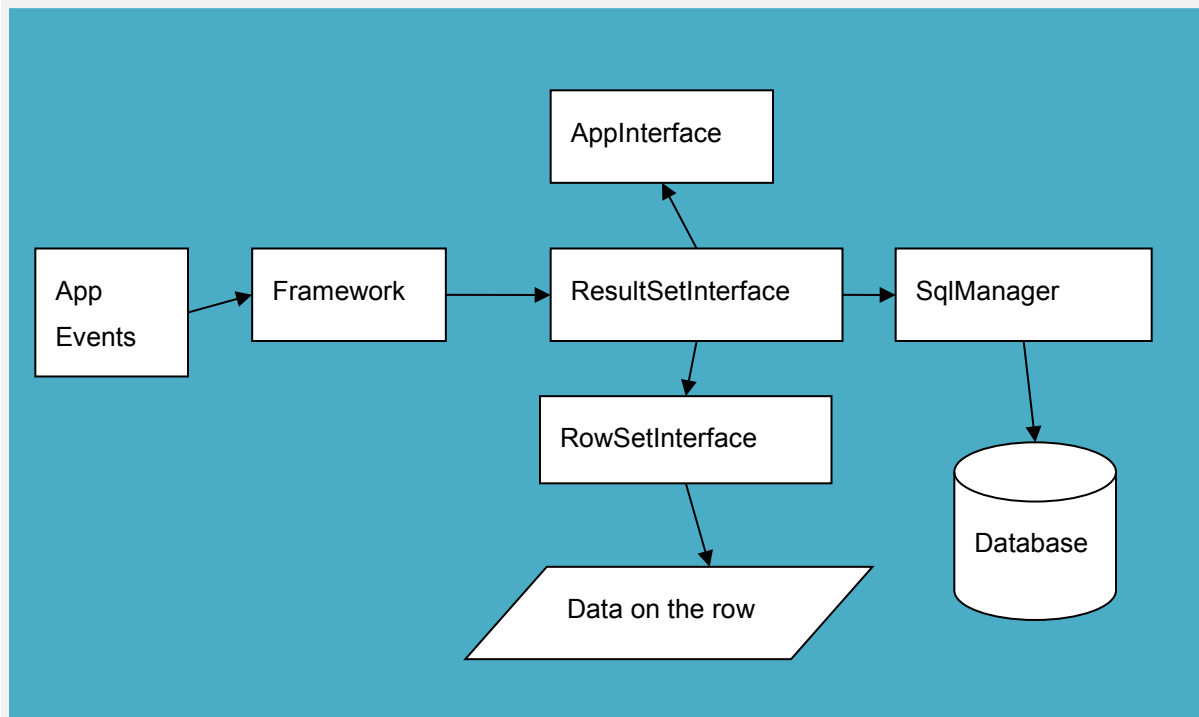 AppInterface
App
Events
Framework
ResultSetInterface
SqlManager
RowSetInterface
Database
Data on the row